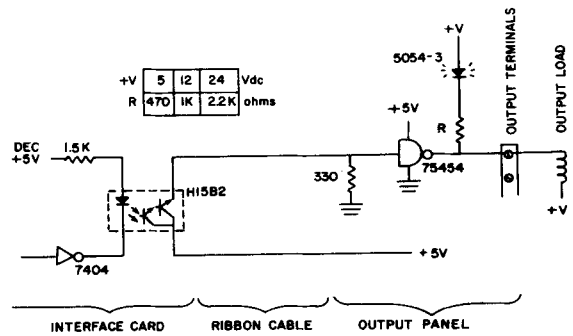 +V
5054-3
OUTPUT TERMINALS
OUTPUT LOAD
+V 5 12 24 Vdc
R 470 1K 2.2K ohms
+5V
R
DEC
+5V
1.5K
75454
H15B2
330
+V
+5V
7404
INTERFACE CARD
RIBBON CABLE
OUTPUT PANEL